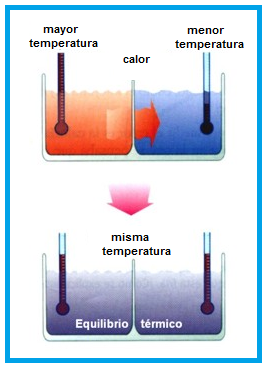 mayor
temperatura
menor
temperatura
calor
misma
temperatura
Equilibrio térmico